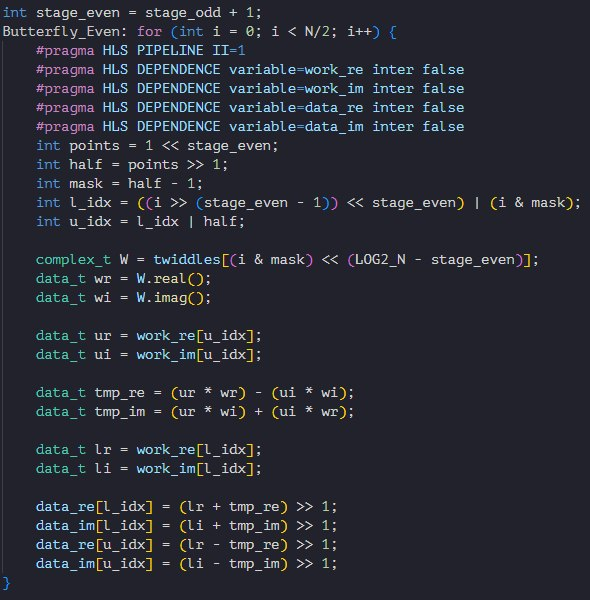 int stage_even = stage_odd + 1;
Butterfly_Even: for (int i = 0; i < N/2; i++) {
    #pragma HLS PIPELINE II=1
    #pragma HLS DEPENDENCE variable=work_re inter false
    #pragma HLS DEPENDENCE variable=work_im inter false
    #pragma HLS DEPENDENCE variable=data_re inter false
    #pragma HLS DEPENDENCE variable=data_im inter false
    int points = 1 << stage_even;
    int half = points >> 1;
    int mask = half - 1;
    int l_idx = ((i >> (stage_even - 1)) << stage_even) | (i & mask);
    int u_idx = l_idx | half;

    complex_t W = twiddles[(i & mask) << (LOG2_N - stage_even)];
    data_t wr = W.real();
    data_t wi = W.imag();

    data_t ur = work_re[u_idx];
    data_t ui = work_im[u_idx];

    data_t tmp_re = (ur * wr) - (ui * wi);
    data_t tmp_im = (ur * wi) + (ui * wr);

    data_t lr = work_re[l_idx];
    data_t li = work_im[l_idx];

    data_re[l_idx] = (lr + tmp_re) >> 1;
    data_im[l_idx] = (li + tmp_im) >> 1;
    data_re[u_idx] = (lr - tmp_re) >> 1;
    data_im[u_idx] = (li - tmp_im) >> 1;
}